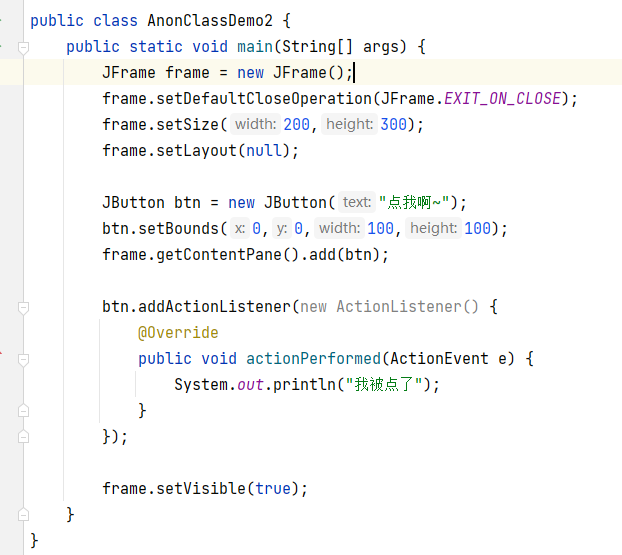 public class AnonClassDemo2 {
public static void main(String[] args) {
JFrame frame = new JFrame();
frame.setDefaultCloseOperation(JFrame.EXIT_ON_CLOSE);
frame.setSize( width: 200, height: 300);
frame.setLayout(null);
JButton btn = new JButton( text: "点我啊~");
btn.setBounds( x: 0, y: 0, width: 100, height: 100);
frame.getContentPane().add(btn);
btn.addActionListener(new ActionListener() {
@Override
public void actionPerformed(ActionEvent e) {
System.out.println("我被点了");
}
});
frame.setVisible(true);
}
}